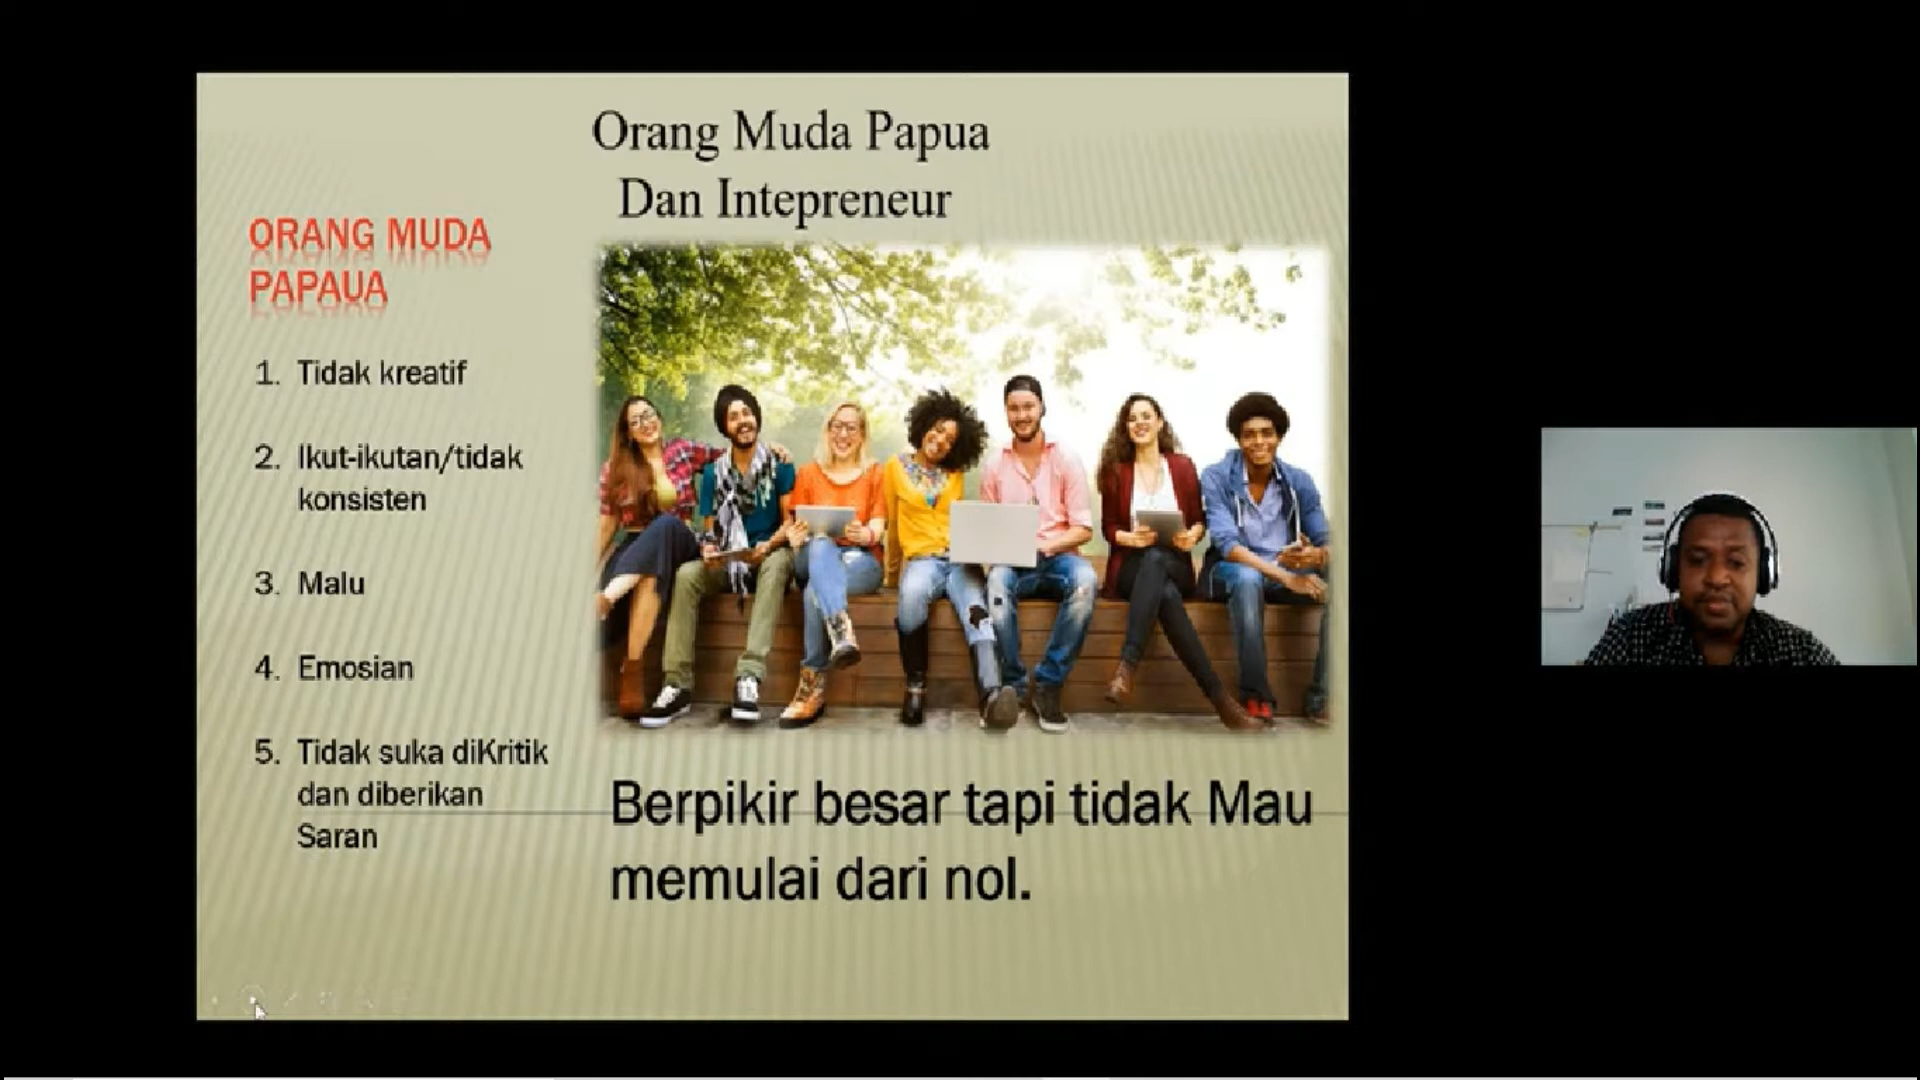 Orang Muda Papua
Dan Intepreneur
ORANG MUDA
PAPAUA
1. Tidak kreatif
2. Ikut-ikutan/tidak
konsisten
3. Malu
4. Emosian
5. Tidak suka diKritik
dan diberikan
Saran
Berpikir besar tapi tidak Mau
memulai dari nol.